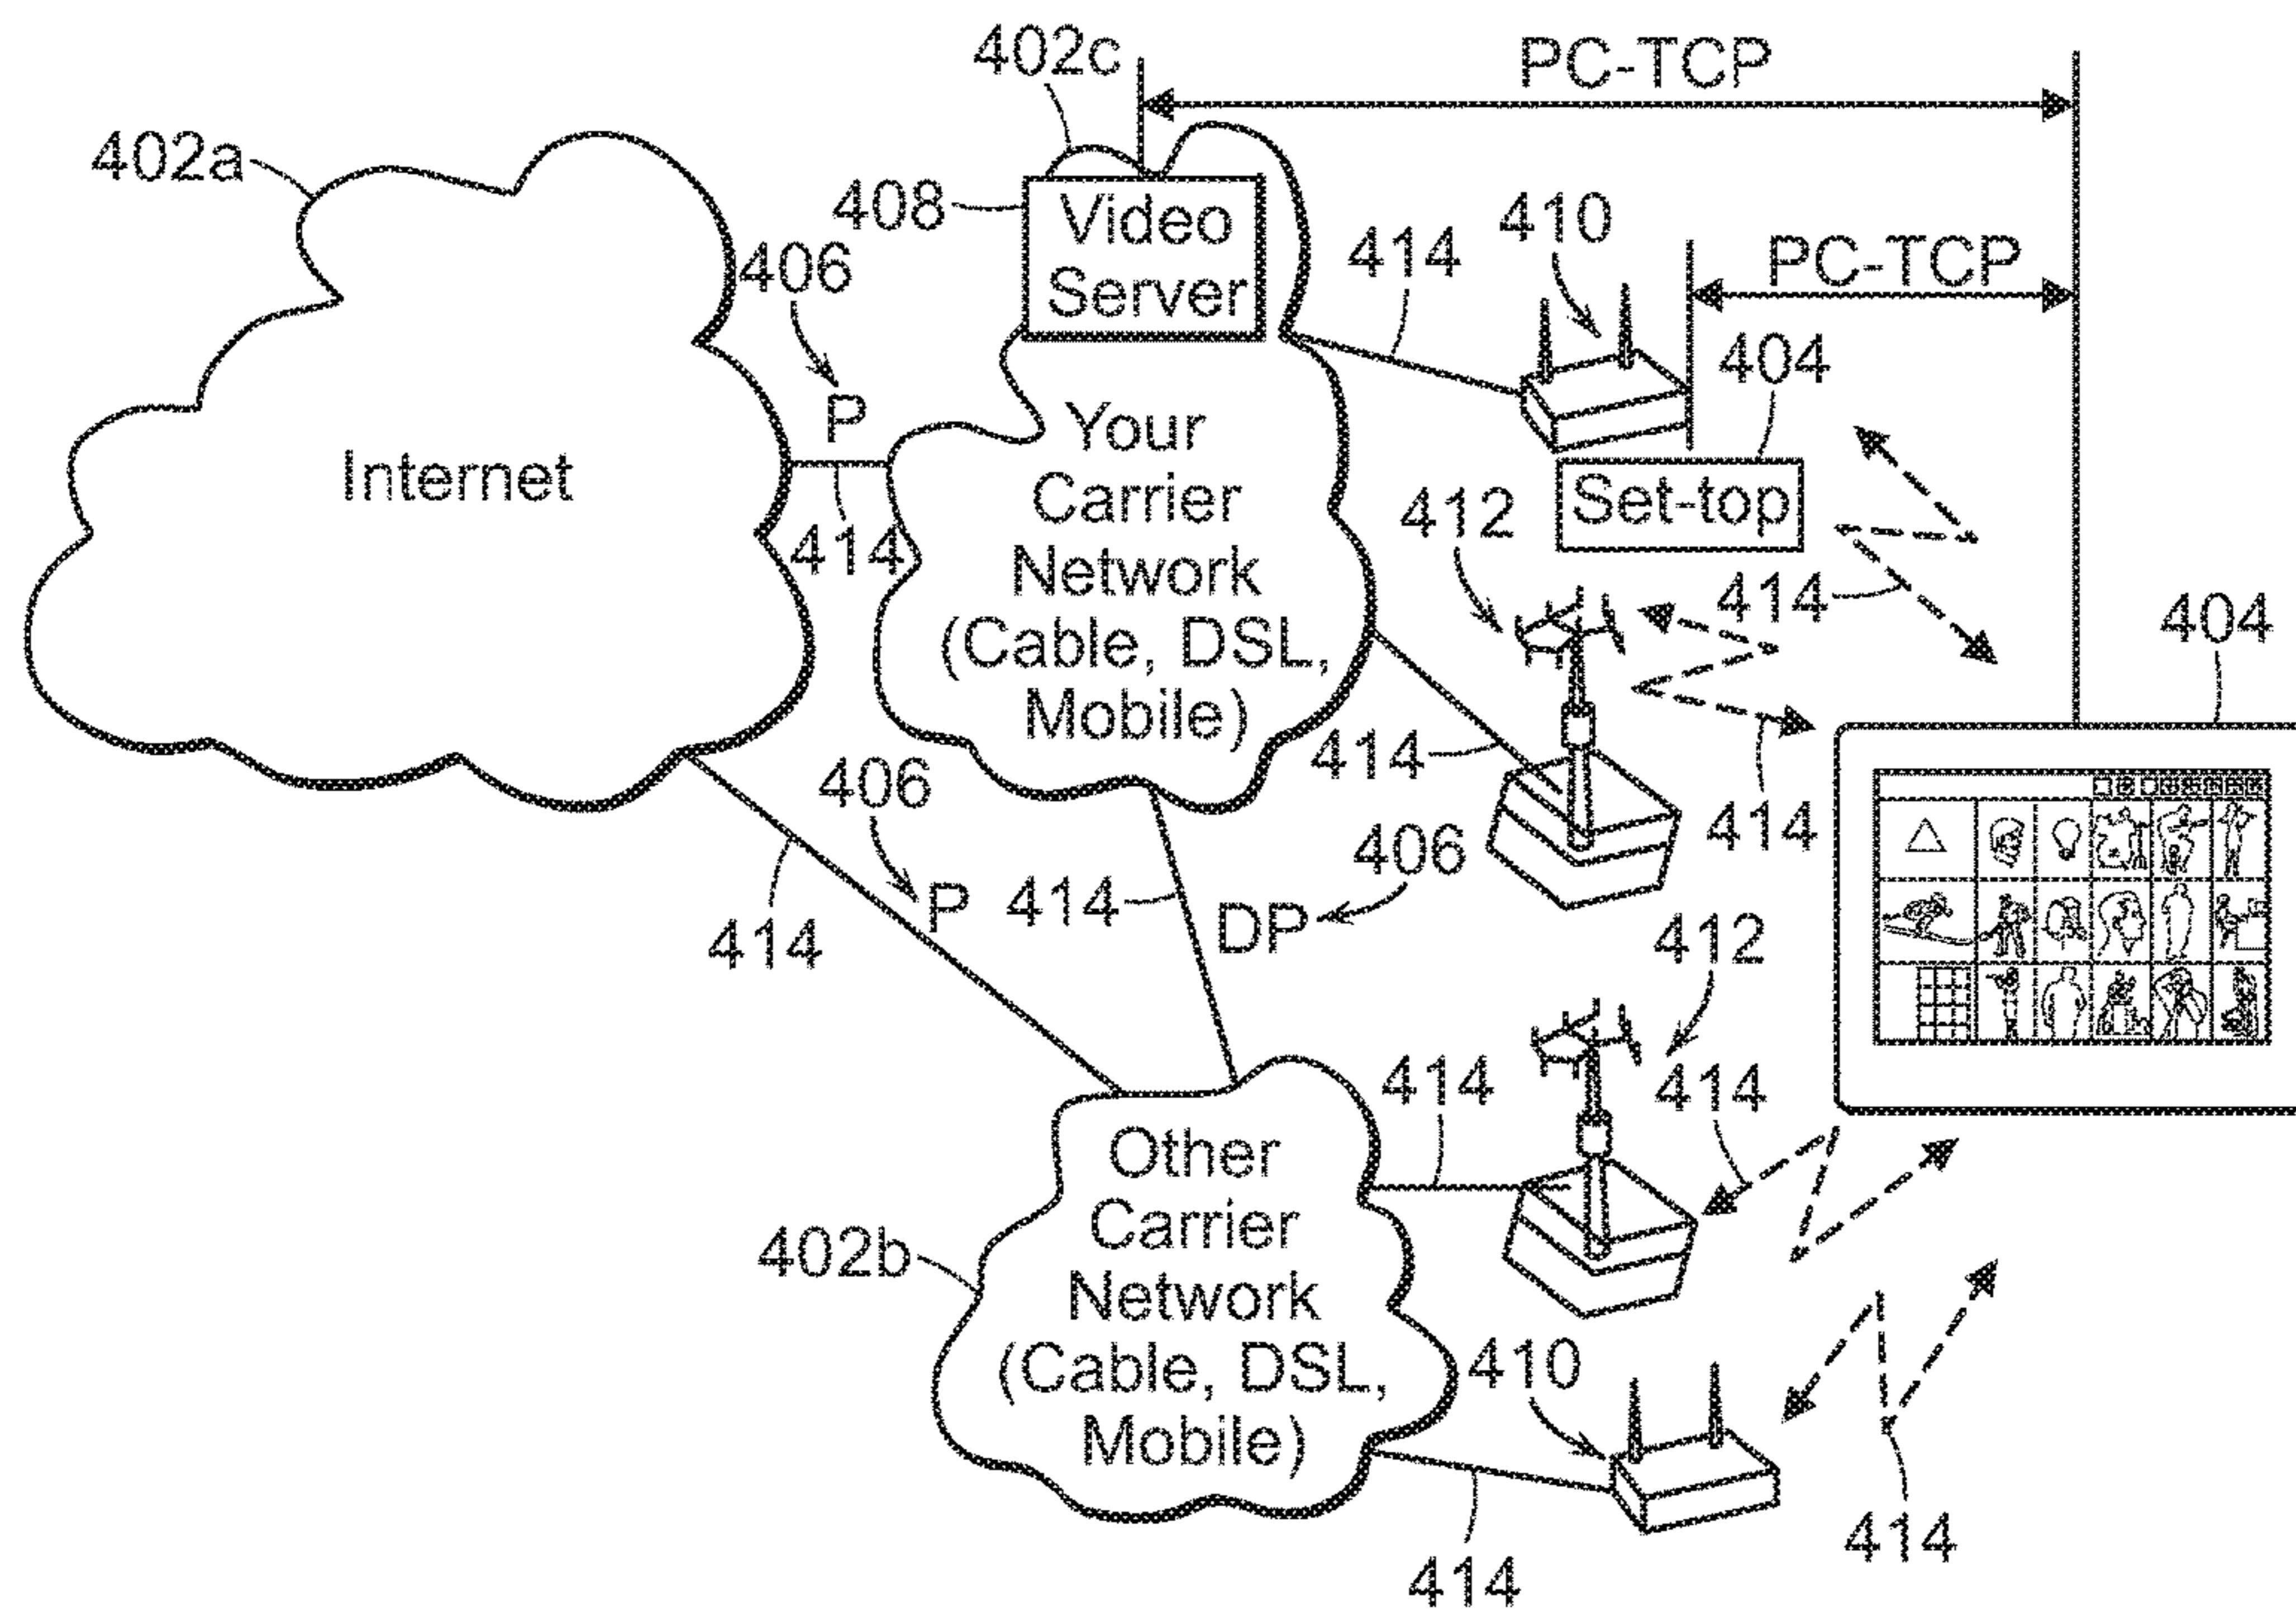 402c
PC-TCP
402a
408
Video
Server
410
414
406
PC-TCP
404
P
Internet
Your
Carrier
Network
(Cable, DSL,
Mobile)
414
412
Set-top
414
404
414
414
406
P
414
414
DP
406
412
414
414
Other
Carrier
Network
(Cable, DSL,
Mobile)
402b
410
414
414